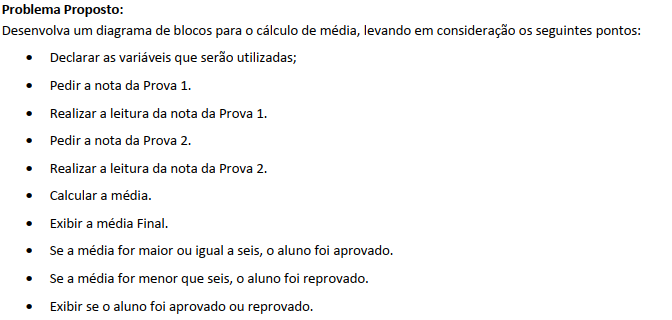 Problema Proposto:
Desenvolva um diagrama de blocos para o cálculo de média, levando em consideração os seguintes pontos:
• Declarar as variáveis que serão utilizadas;
• Pedir a nota da Prova 1.
• Realizar a leitura da nota da Prova 1.
• Pedir a nota da Prova 2.
• Realizar a leitura da nota da Prova 2.
• Calcular a média.
• Exibir a média Final.
• Se a média for maior ou igual a seis, o aluno foi aprovado.
• Se a média for menor que seis, o aluno foi reprovado.
• Exibir se o aluno foi aprovado ou reprovado.